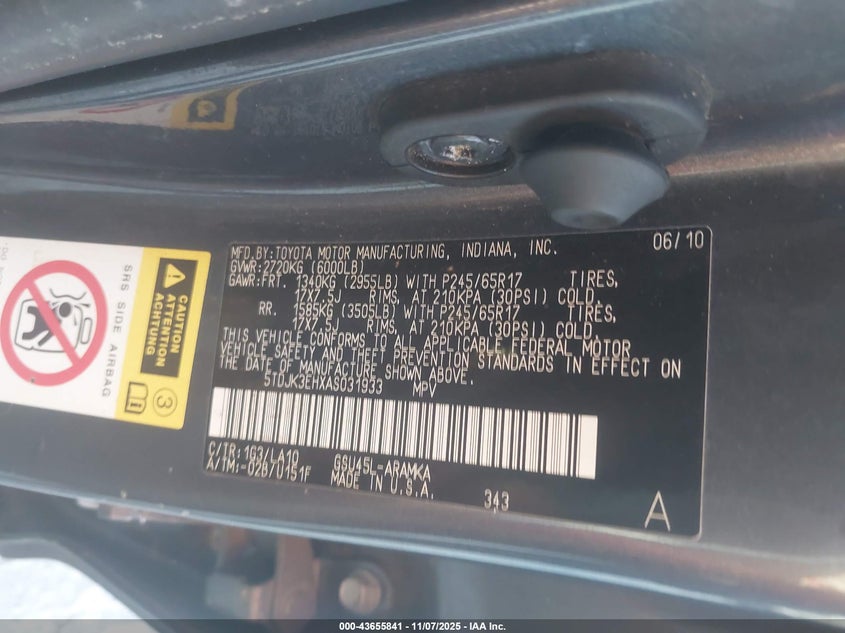 MFD.BY:TOYOTA MOTOR MANUFACTURING, INDIANA, INC. 06/10
GVWR:2720KG (6000LB)
GAWR:FRT. 1340KG (2955LB) WITH P245/65R17 TIRES,
17X7.5J RIMS, AT 210KPA (30PSI) COLD.
RR. 1585KG (3505LB) WITH P245/65R17 TIRES,
17X7.5J RIMS, AT 210KPA (30PSI) COLD.
THIS VEHICLE CONFORMS TO ALL APPLICABLE FEDERAL MOTOR
VEHICLE SAFETY AND THEFT PREVENTION STANDARDS IN EFFECT ON
THE DATE OF MANUFACTURE SHOWN ABOVE.
5TDJK3EHXAS031933 MPV
C/TR:1G3/LA10 GSU45L-ARAMKA
A/TM:-02B/U151F MADE IN U.S.A. 343
A
SRS SIDE AIRBAG
CAUTION
ATTENTION
ACHTUNG
3
000-43655841 - 11/07/2025 - IAA Inc.